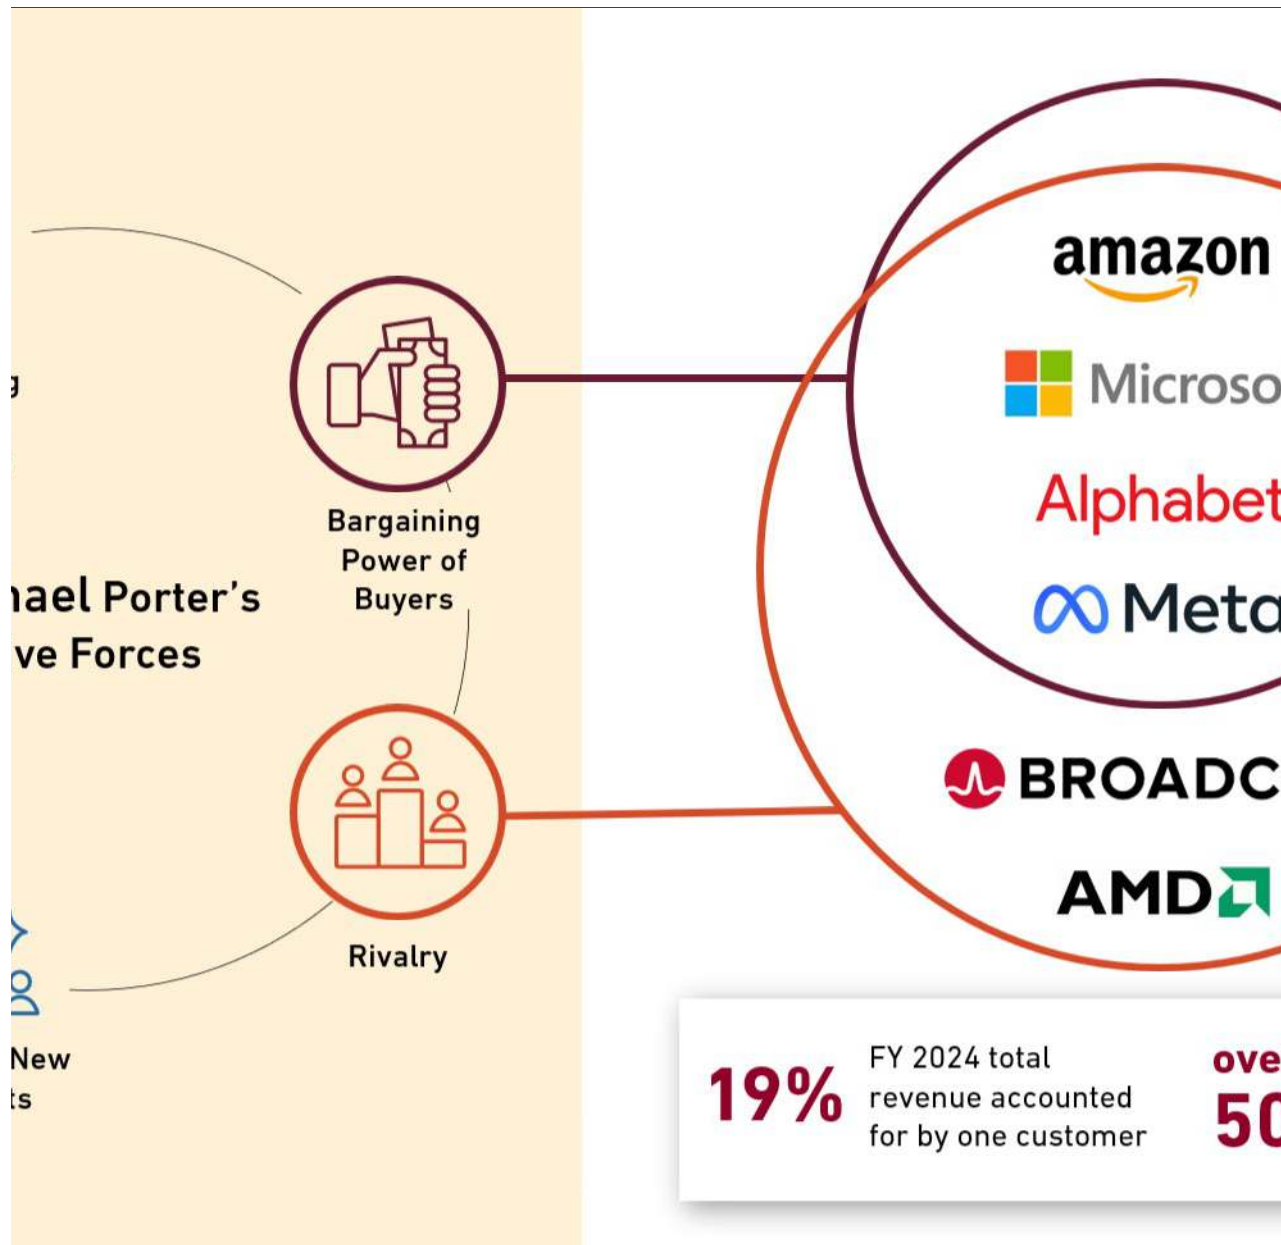 g
Bargaining
Power of
Buyers
hael Porter's
ve Forces
Rivalry
New
ts
amazon
Microso
Alphabet
Meta
BROADC
AMD
19%
FY 2024 total
revenue accounted
for by one customer
ove
50